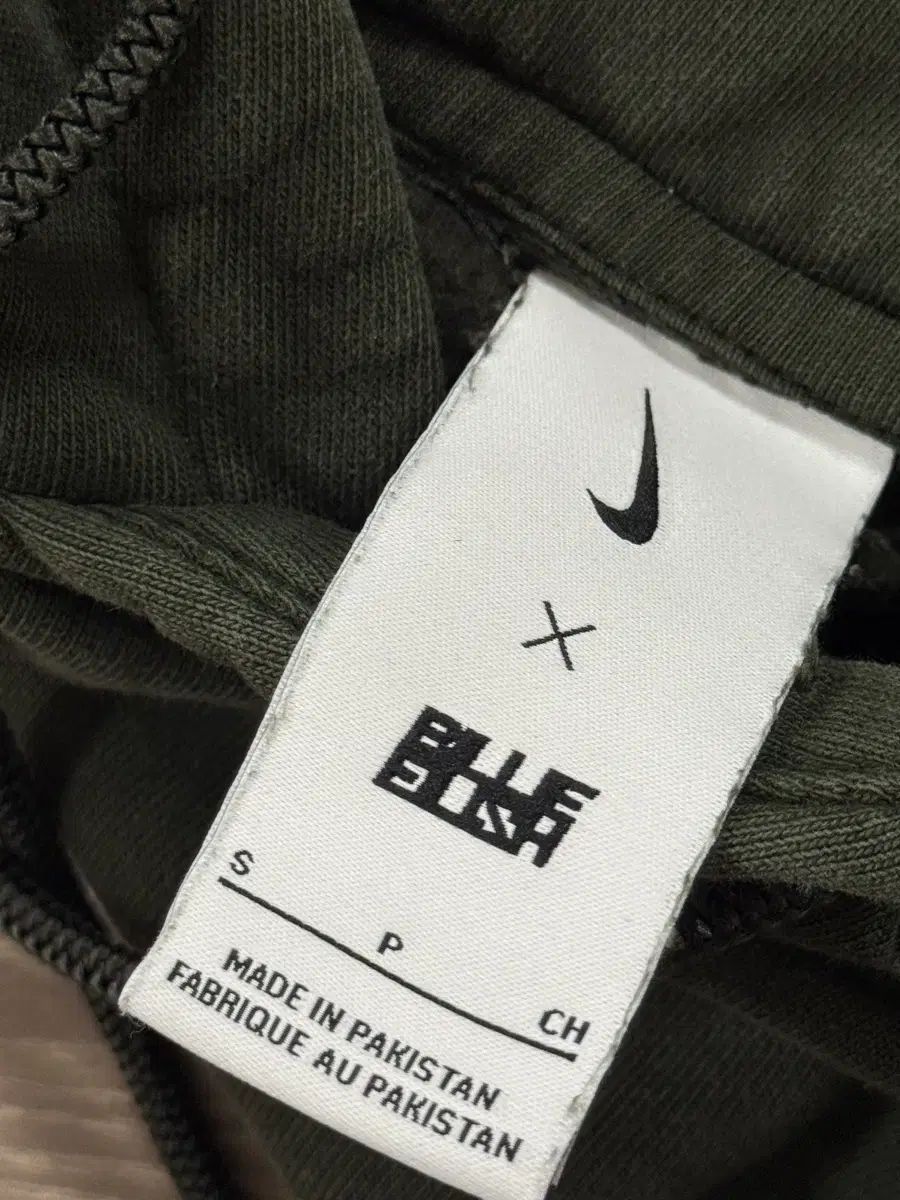 X
S
P
CH
MADE IN PAKISTAN
FABRIQUE AU PAKISTAN